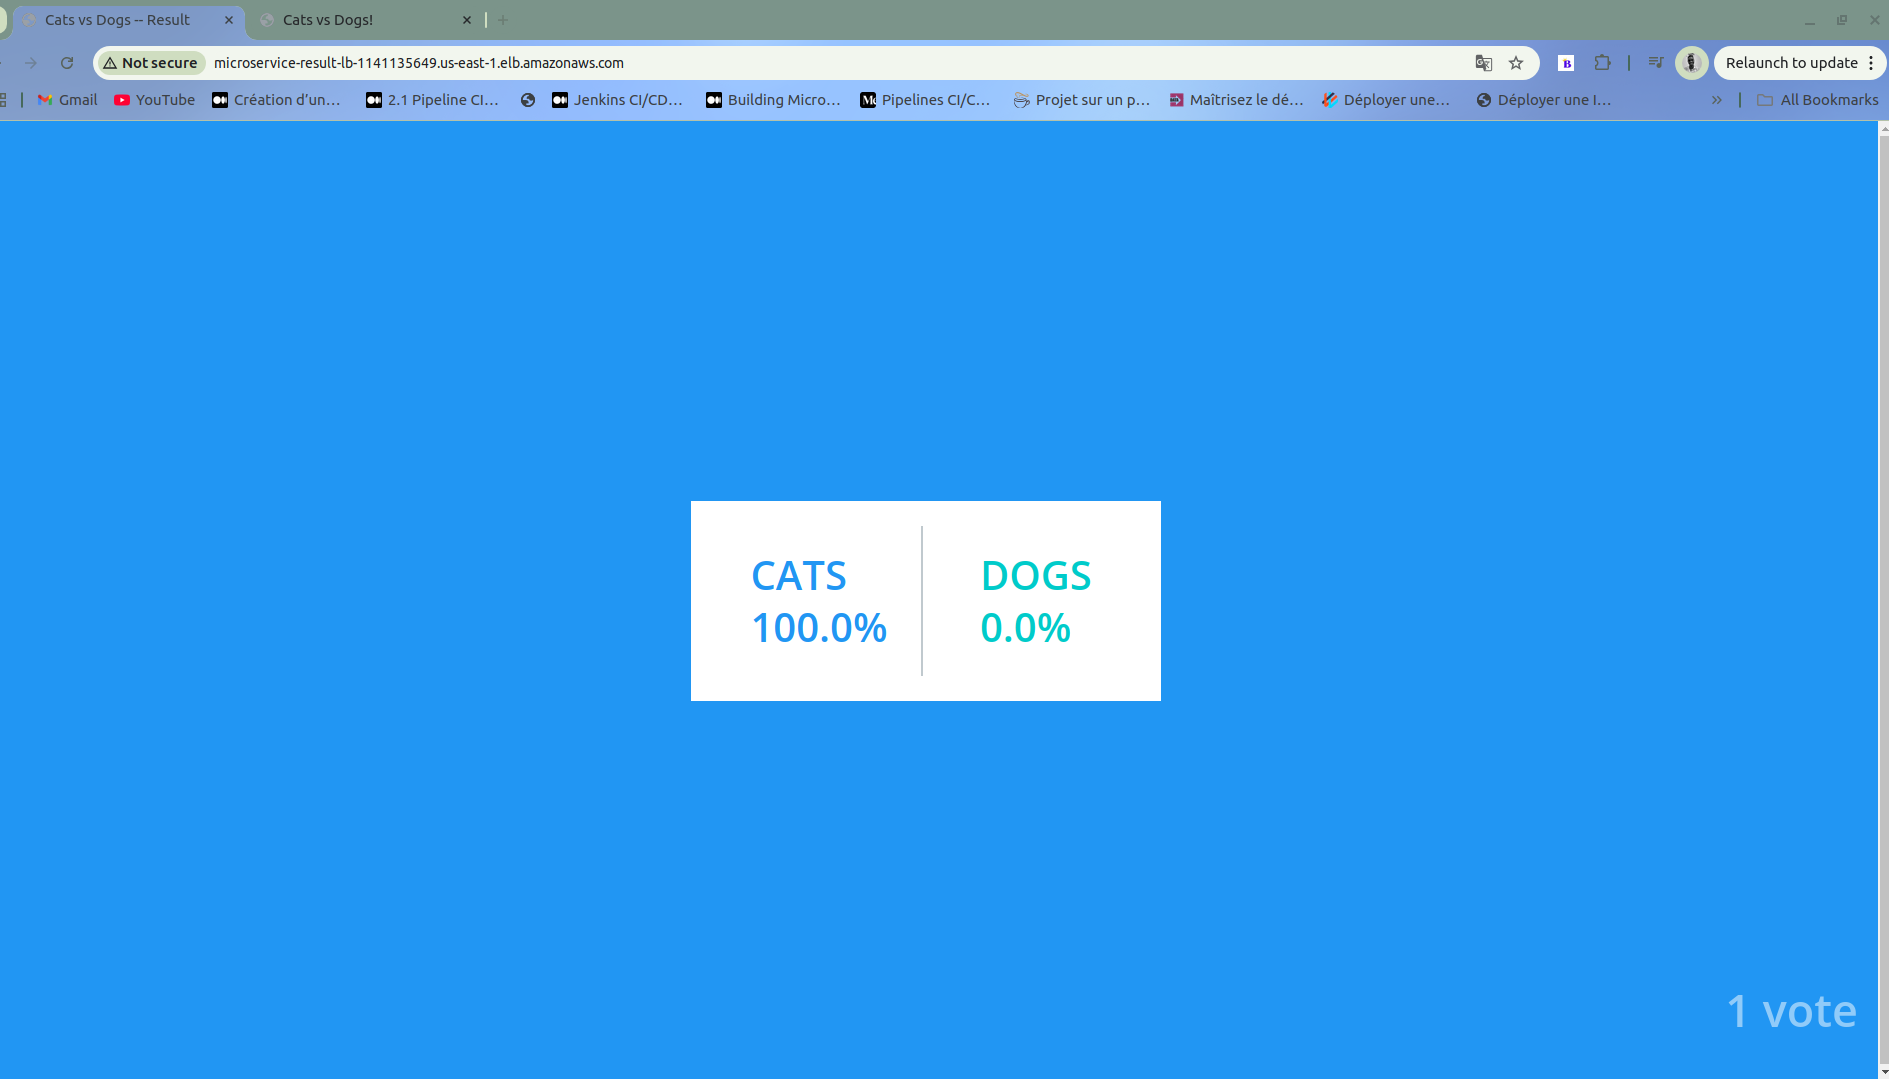 Cats vs Dogs -- Result
Cats vs Dogs!
Not secure
microservice-result-lb-1141135649.us-east-1.elb.amazonaws.com
Relaunch to update
Gmail
YouTube
Création d'un...
2.1 Pipeline CI...
Jenkins CI/CD...
Building Micro...
Pipelines CI/C...
Projet sur un p...
Maîtrisez le dé...
Déployer une...
Déployer une I...
All Bookmarks
CATS
100.0%
DOGS
0.0%
1 vote